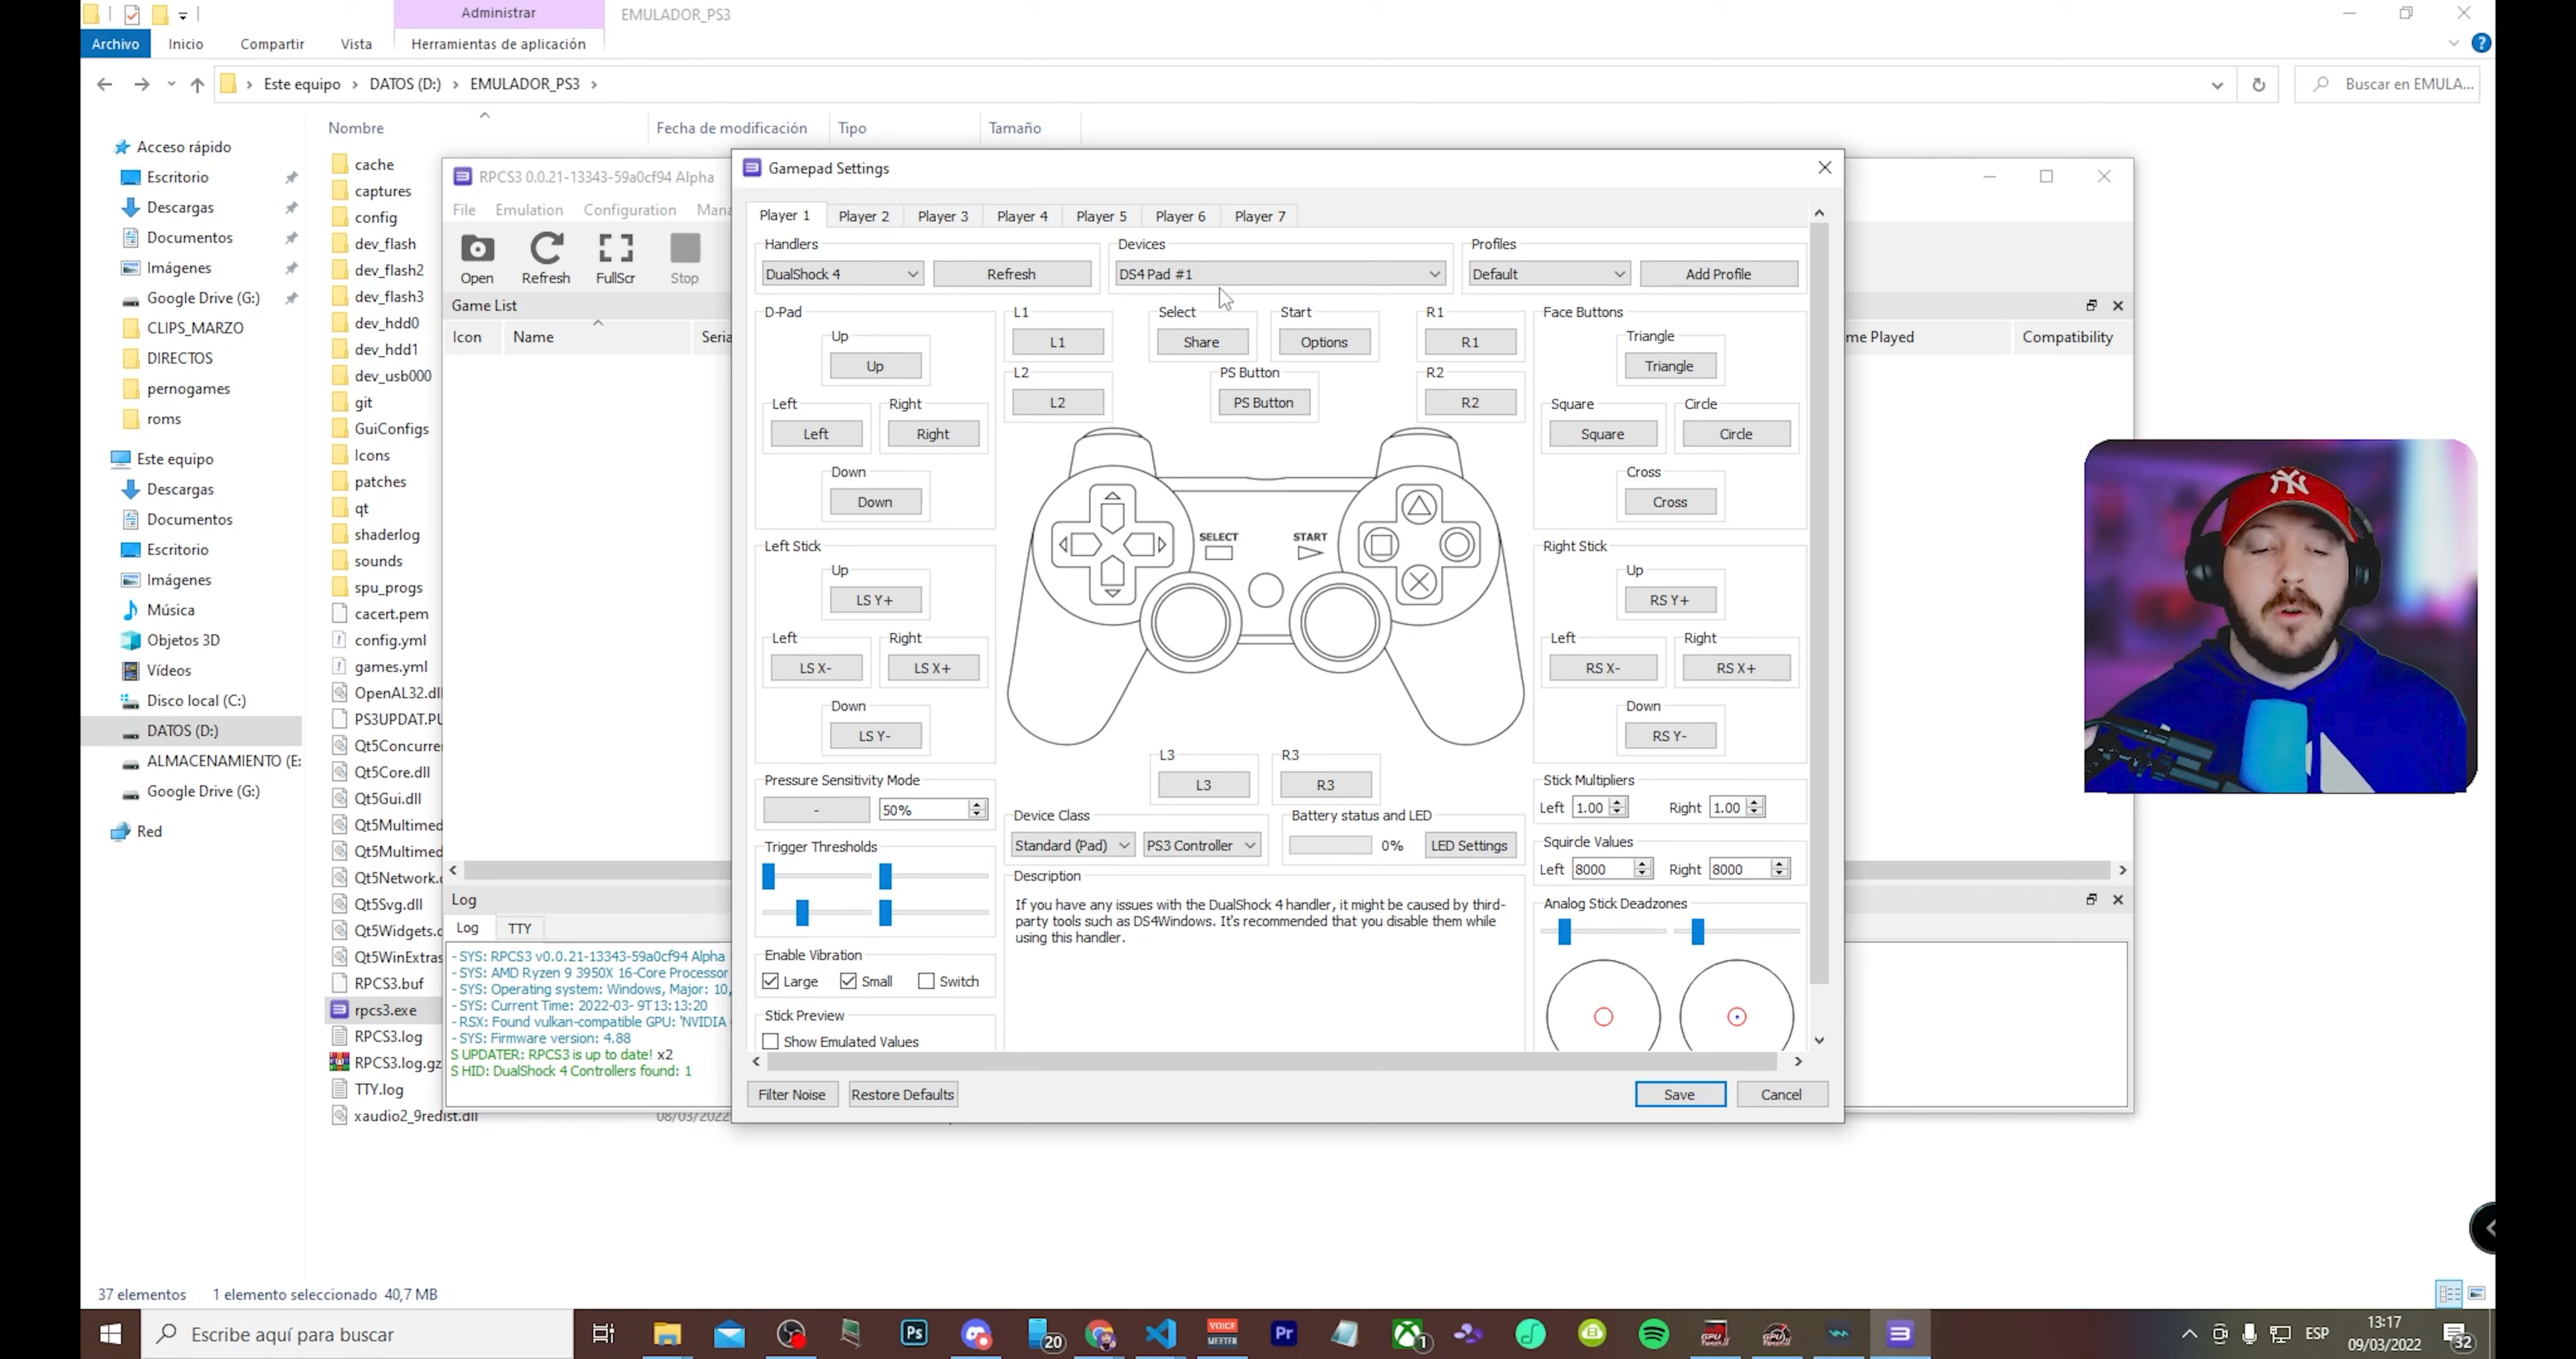 Administrar
EMULADOR_PS3
Archivo Inicio Compartir Vista Herramientas de aplicación
Este equipo DATOS (D:) EMULADOR_PS3
Buscar en EMULA...
Nombre Fecha de modificación Tipo Tamaño
Acceso rápido
Escritorio
Descargas
Documentos
Imágenes
Google Drive (G:)
CLIPS_MARZO
DIRECTOS
pernogames
roms
Este equipo
Descargas
Documentos
Escritorio
Imágenes
Música
Objetos 3D
Vídeos
Disco local (C:)
DATOS (D:)
ALMACENAMIENTO (E:
Google Drive (G:)
Red
cache
captures
config
dev_flash
dev_flash2
dev_flash3
dev_hdd0
dev_hdd1
dev_usb000
git
GuiConfigs
Icons
patches
qt
shaderlog
sounds
spu_progs
cacert.pem
config.yml
games.yml
OpenAL32.dll
PS3UPDAT.PU
Qt5Concurre
Qt5Core.dll
Qt5Gui.dll
Qt5Multimed
Qt5Multimed
Qt5Network.d
Qt5Svg.dll
Qt5Widgets.d
Qt5WinExtras
RPCS3.buf
rpcs3.exe
RPCS3.log
RPCS3.log.gz
TTY.log
xaudio2_9redist.dll 08/03/2022
RPCS3 0.0.21-13343-59a0cf94 Alpha
File Emulation Configuration Mana
Open Refresh FullScr Stop
Game List
Icon Name Seria
me Played Compatibility
Log
Log TTY
- SYS: RPCS3 v0.0.21-13343-59a0cf94 Alpha
- SYS: AMD Ryzen 9 3950X 16-Core Processor
- SYS: Operating system: Windows, Major: 10,
- SYS: Current Time: 2022-03- 9T13:13:20
- RSX: Found vulkan-compatible GPU: 'NVIDIA
- SYS: Firmware version: 4.88
S UPDATER: RPCS3 is up to date! x2
S HID: DualShock 4 Controllers found: 1
Gamepad Settings
Player 1 Player 2 Player 3 Player 4 Player 5 Player 6 Player 7
Handlers
DualShock 4 Refresh
Devices
DS4 Pad #1
Profiles
Default Add Profile
D-Pad
Up
Up
Left Right
Left Right
Down
Down
L1
L1
L2
L2
Select
Share
Start
Options
PS Button
PS Button
R1
R1
R2
R2
Face Buttons
Triangle
Triangle
Square Circle
Square Circle
Cross
Cross
SELECT START
Left Stick
Up
LS Y+
Left Right
LS X- LS X+
Down
LS Y-
Right Stick
Up
RS Y+
Left Right
RS X- RS X+
Down
RS Y-
L3
L3
R3
R3
Pressure Sensitivity Mode
- 50%
Trigger Thresholds
Enable Vibration
Large Small Switch
Stick Preview
Show Emulated Values
Device Class
Standard (Pad) PS3 Controller
Battery status and LED
0% LED Settings
Description
If you have any issues with the DualShock 4 handler, it might be caused by third-
party tools such as DS4Windows. It's recommended that you disable them while
using this handler.
Stick Multipliers
Left 1.00 Right 1.00
Squircle Values
Left 8000 Right 8000
Analog Stick Deadzones
Filter Noise Restore Defaults Save Cancel
NY
37 elementos 1 elemento seleccionado 40,7 MB
Escribe aquí para buscar
Ps
20
VOICE
MEETER
Pr
1
ESP
13:17
09/03/2022
32